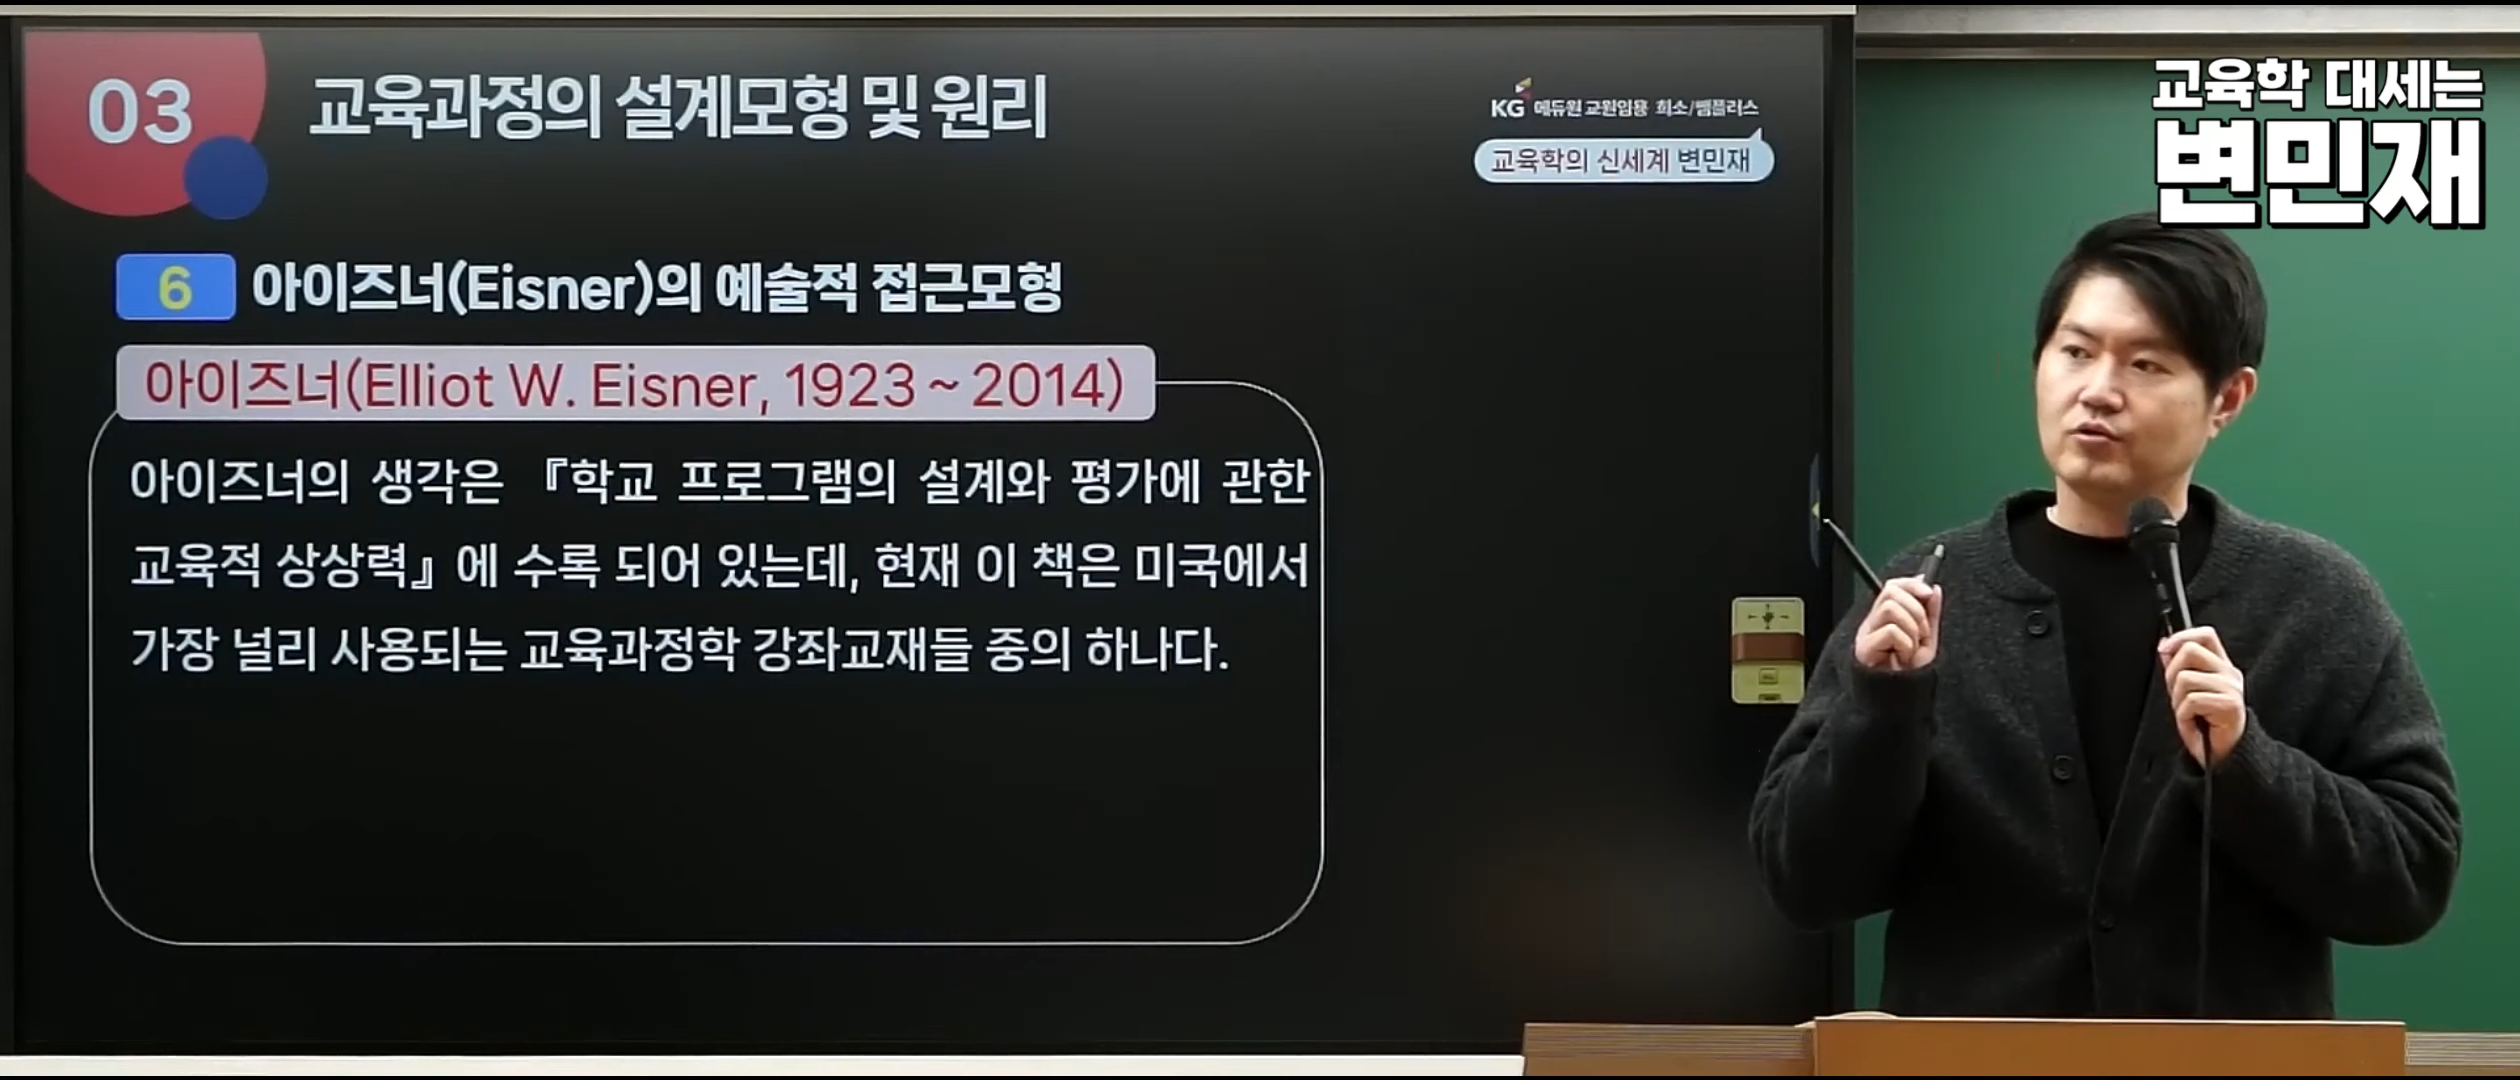 03
교육과정의 설계모형 및 원리
KG 에듀원 교원임용 희소/쌤플러스
교육학의 신세계 변민재
교육학 대세는
변민재
6 아이즈너(Eisner)의 예술적 접근모형
아이즈너(Elliot W. Eisner, 1923 ~ 2014)
아이즈너의 생각은 『학교 프로그램의 설계와 평가에 관한
교육적 상상력』에 수록 되어 있는데, 현재 이 책은 미국에서
가장 널리 사용되는 교육과정학 강좌교재들 중의 하나다.